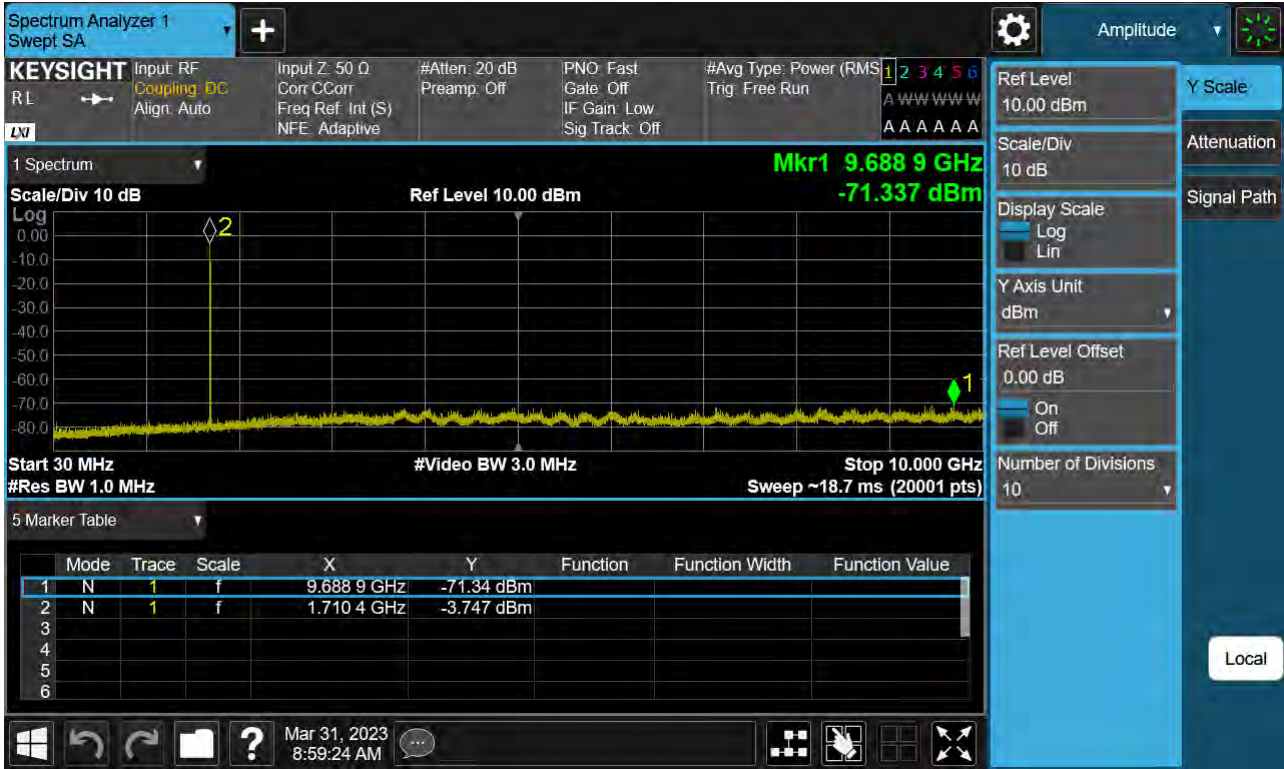 Spectrum Analyzer 1
Swept SA
Amplitude
KEYSIGHT
RL
LXI
Input: RF
Coupling: DC
Align: Auto
Input Z: 50 Ω
Corr CCorr
Freq Ref: Int (S)
NFE: Adaptive
#Atten: 20 dB
Preamp: Off
PNO: Fast
Gate: Off
IF Gain: Low
Sig Track: Off
#Avg Type: Power (RMS
Trig: Free Run
1 2 3 4 5 6
A W W W W W
A A A A A A
1 Spectrum
Mkr1 9.688 9 GHz
-71.337 dBm
Scale/Div 10 dB
Ref Level 10.00 dBm
Log
0.00
-10.0
-20.0
-30.0
-40.0
-50.0
-60.0
-70.0
-80.0
2
1
Start 30 MHz
#Video BW 3.0 MHz
Stop 10.000 GHz
#Res BW 1.0 MHz
Sweep ~18.7 ms (20001 pts)
5 Marker Table
Mode Trace Scale X Y Function Function Width Function Value
1 N 1 f 9.688 9 GHz -71.34 dBm
2 N 1 f 1.710 4 GHz -3.747 dBm
3
4
5
6
Ref Level
10.00 dBm
Scale/Div
10 dB
Display Scale
Log
Lin
Y Axis Unit
dBm
Ref Level Offset
0.00 dB
On
Off
Number of Divisions
10
Y Scale
Attenuation
Signal Path
Local
?
Mar 31, 2023
8:59:24 AM